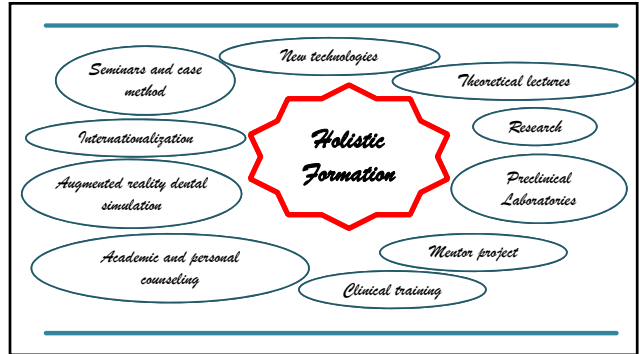 New technologies
Seminars and case
method
Theoretical lectures
Internationalization
Holistic
Formation
Research
Augmented reality dental
simulation
Preclinical
Laboratories
Academic and personal
counseling
Mentor project
Clinical training